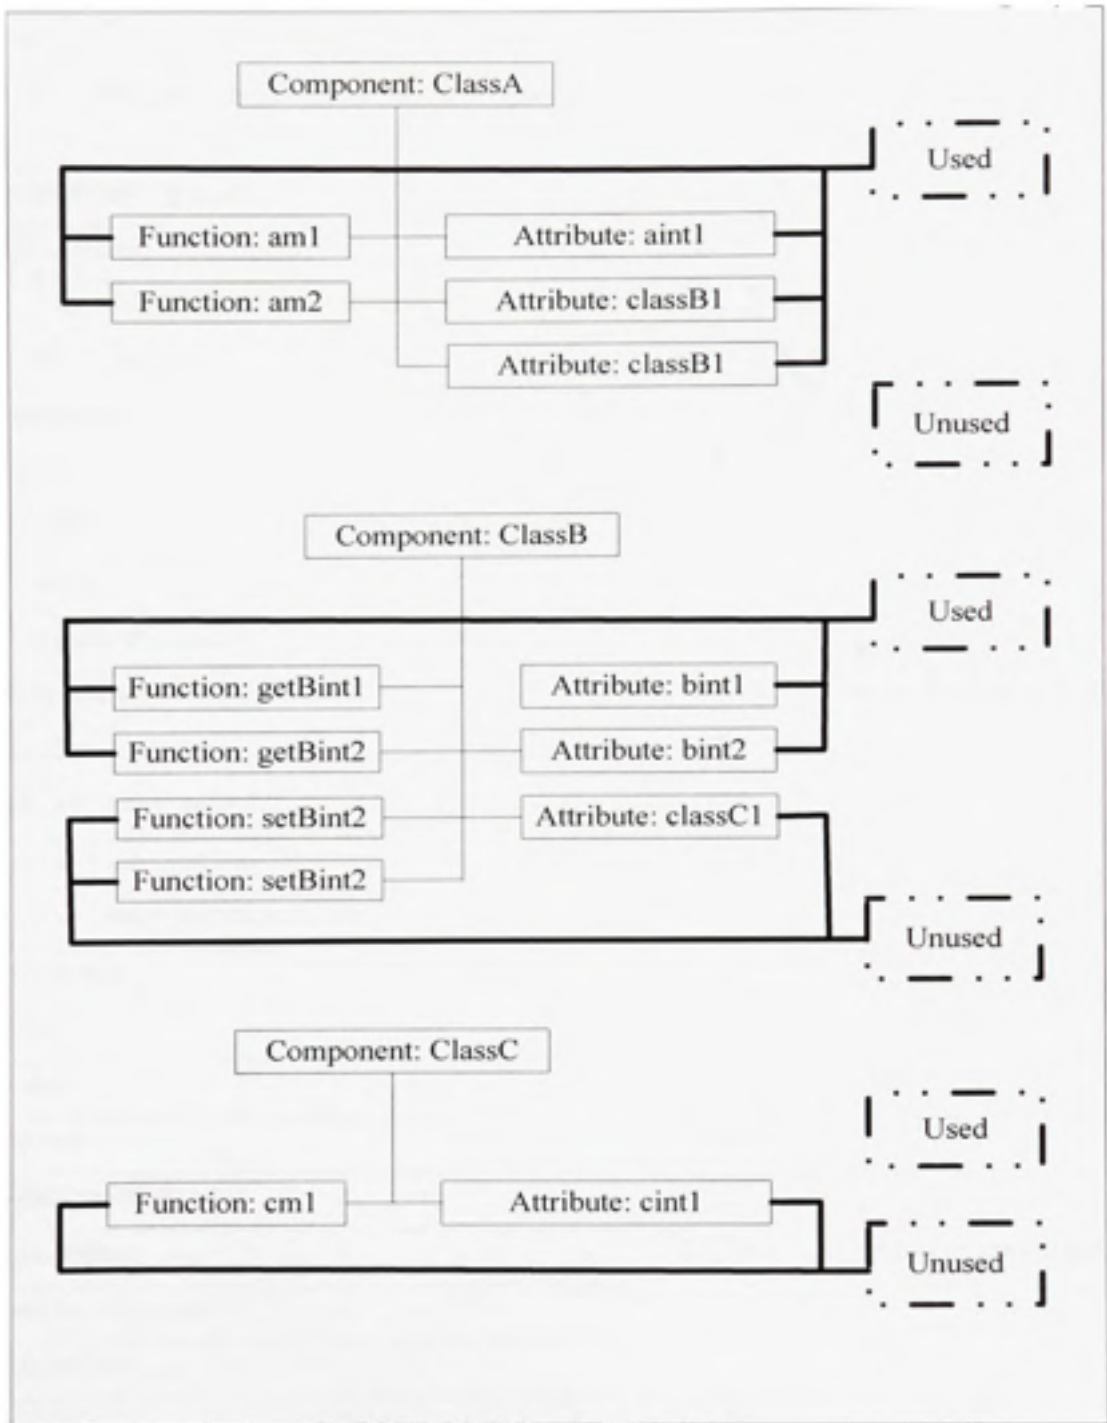 Component: ClassA
Used
Function: am1
Attribute: aint1
Function: am2
Attribute: classB1
Attribute: classB1
Unused
Component: ClassB
Used
Function: getBint1
Attribute: bint1
Function: getBint2
Attribute: bint2
Function: setBint2
Attribute: classC1
Function: setBint2
Unused
Component: ClassC
Used
Function: cm1
Attribute: cint1
Unused